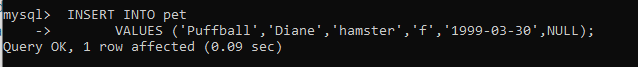 mysql>  INSERT INTO pet
    ->      VALUES ('Puffball','Diane','hamster','f','1999-03-30',NULL);
Query OK, 1 row affected (0.09 sec)